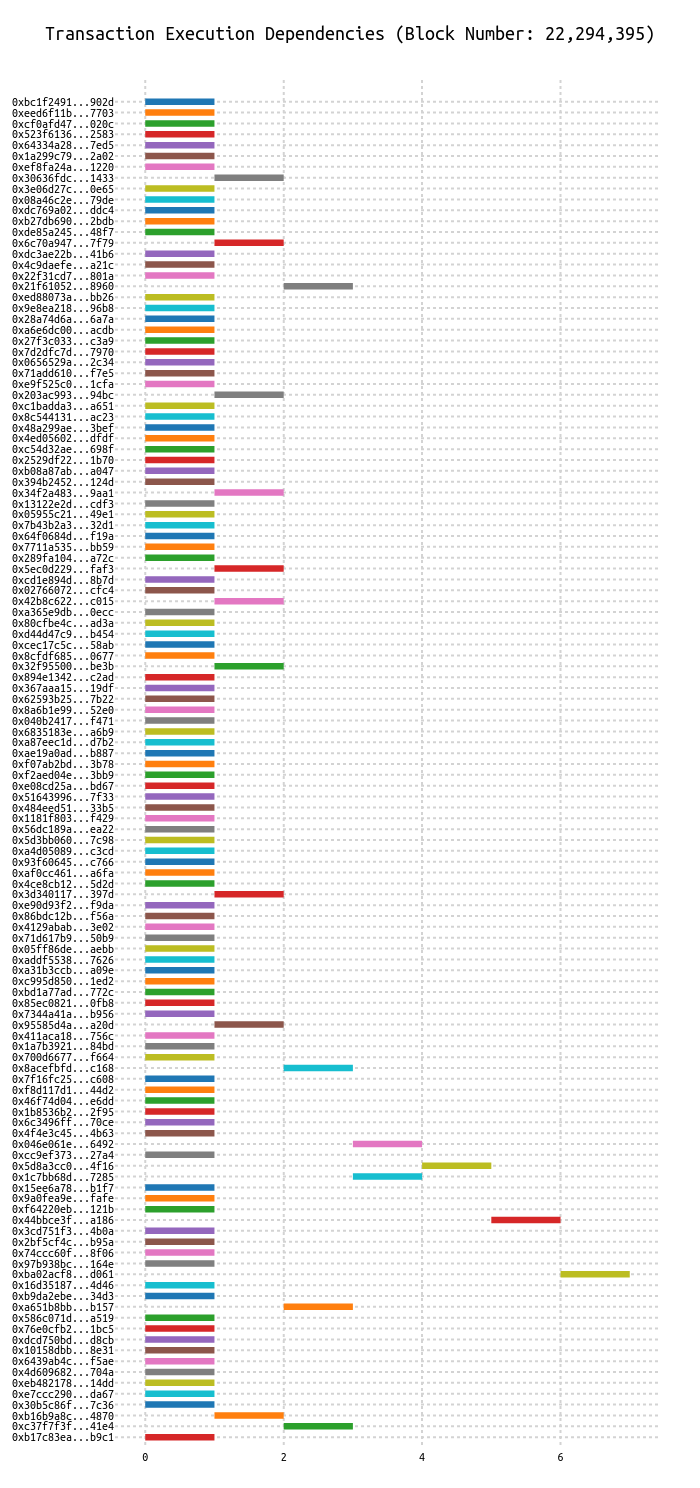 Transaction Execution Dependencies (Block Number: 22,294,395)
0xbc1f2491...902d
0xeed6f11b...7703
0xcf0afd47...020c
0x523f6136...2583
0x64334a28...7ed5
0x1a299c79...2a02
0xef8fa24a...1220
0x30636fdc...1433
0x3e06d27c...0e65
0x08a46c2e...79de
0xdc769a02...ddc4
0xb27db690...2bdb
0xde85a245...48f7
0x6c70a947...7f79
0xdc3ae22b...41b6
0x4c9daefe...a21c
0x22f31cd7...801a
0x21f61052...8960
0xed88073a...bb26
0x9e8ea218...96b8
0x28a74d6a...6a7a
0xa6e6dc00...acdb
0x27f3c033...c3a9
0x7d2dfc7d...7970
0x0656529a...2c34
0x71add610...f7e5
0xe9f525c0...1cfa
0x203ac993...94bc
0xc1badda3...a651
0x8c544131...ac23
0x48a299ae...3bef
0x4ed05602...dfdf
0xc54d32ae...698f
0x2529df22...1b70
0xb08a87ab...a047
0x394b2452...124d
0x34f2a483...9aa1
0x13122e2d...cdf3
0x05955c21...49e1
0x7b43b2a3...32d1
0x64f0684d...f19a
0x7711a535...bb59
0x289fa104...a72c
0x5ec0d229...faf3
0xcd1e894d...8b7d
0x02766072...cfc4
0x42b8c622...c015
0xa365e9db...0ecc
0x80cfbe4c...ad3a
0xd44d47c9...b454
0xcec17c5c...58ab
0x8cfdf685...0677
0x32f95500...be3b
0x894e1342...c2ad
0x367aaa15...19df
0x62593b25...7b22
0x8a6b1e99...52e0
0x040b2417...f471
0x6835183e...a6b9
0xa87eec1d...d7b2
0xae19a0ad...b887
0xf07ab2bd...3b78
0xf2aed04e...3bb9
0xe08cd25a...bd67
0x51643996...7f33
0x484eed51...33b5
0x1181f803...f429
0x56dc189a...ea22
0x5d3bb060...7c98
0xa4d05089...c3cd
0x93f60645...c766
0xaf0cc461...a6fa
0x4ce8cb12...5d2d
0x3d340117...397d
0xe90d93f2...f9da
0x86bdc12b...f56a
0x4129abab...3e02
0x71d617b9...50b9
0x05ff86de...aebb
0xaddf5538...7626
0xa31b3ccb...a09e
0xc995d850...1ed2
0xbd1a77ad...772c
0x85ec0821...0fb8
0x7344a41a...b956
0x95585d4a...a20d
0x411aca18...756c
0x1a7b3921...84bd
0x700d6677...f664
0x8acefbfd...c168
0x7f16fc25...c608
0xf8d117d1...44d2
0x46f74d04...e6dd
0x1b8536b2...2f95
0x6c3496ff...70ce
0x4f4e3c45...4b63
0x046e061e...6492
0xcc9ef373...27a4
0x5d8a3cc0...4f16
0x1c7bb68d...7285
0x15ee6a78...b1f7
0x9a0fea9e...fafe
0xf64220eb...121b
0x44bbce3f...a186
0x3cd751f3...4b0a
0x2bf5cf4c...b95a
0x74ccc60f...8f06
0x97b938bc...164e
0xba02acf8...d061
0x16d35187...4d46
0xb9da2ebe...34d3
0xa651b8bb...b157
0x586c071d...a519
0x76e0cfb2...1bc5
0xdcd750bd...d8cb
0x10158dbb...8e31
0x6439ab4c...f5ae
0x4d609682...704a
0xeb482178...14dd
0xe7ccc290...da67
0x30b5c86f...7c36
0xb16b9a8c...4870
0xc37f7f3f...41e4
0xb17c83ea...b9c1
0 2 4 6